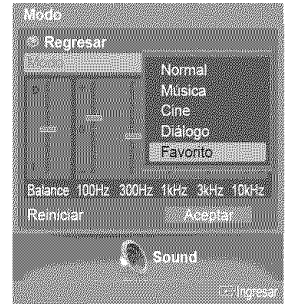 Modo
Regresar
Normal
Música
Cine
Diálogo
Favorito
Balance 100Hz 300Hz 1kHz 3kHz 10kHz
Reiniciar Aceptar
Sound
Ingresar